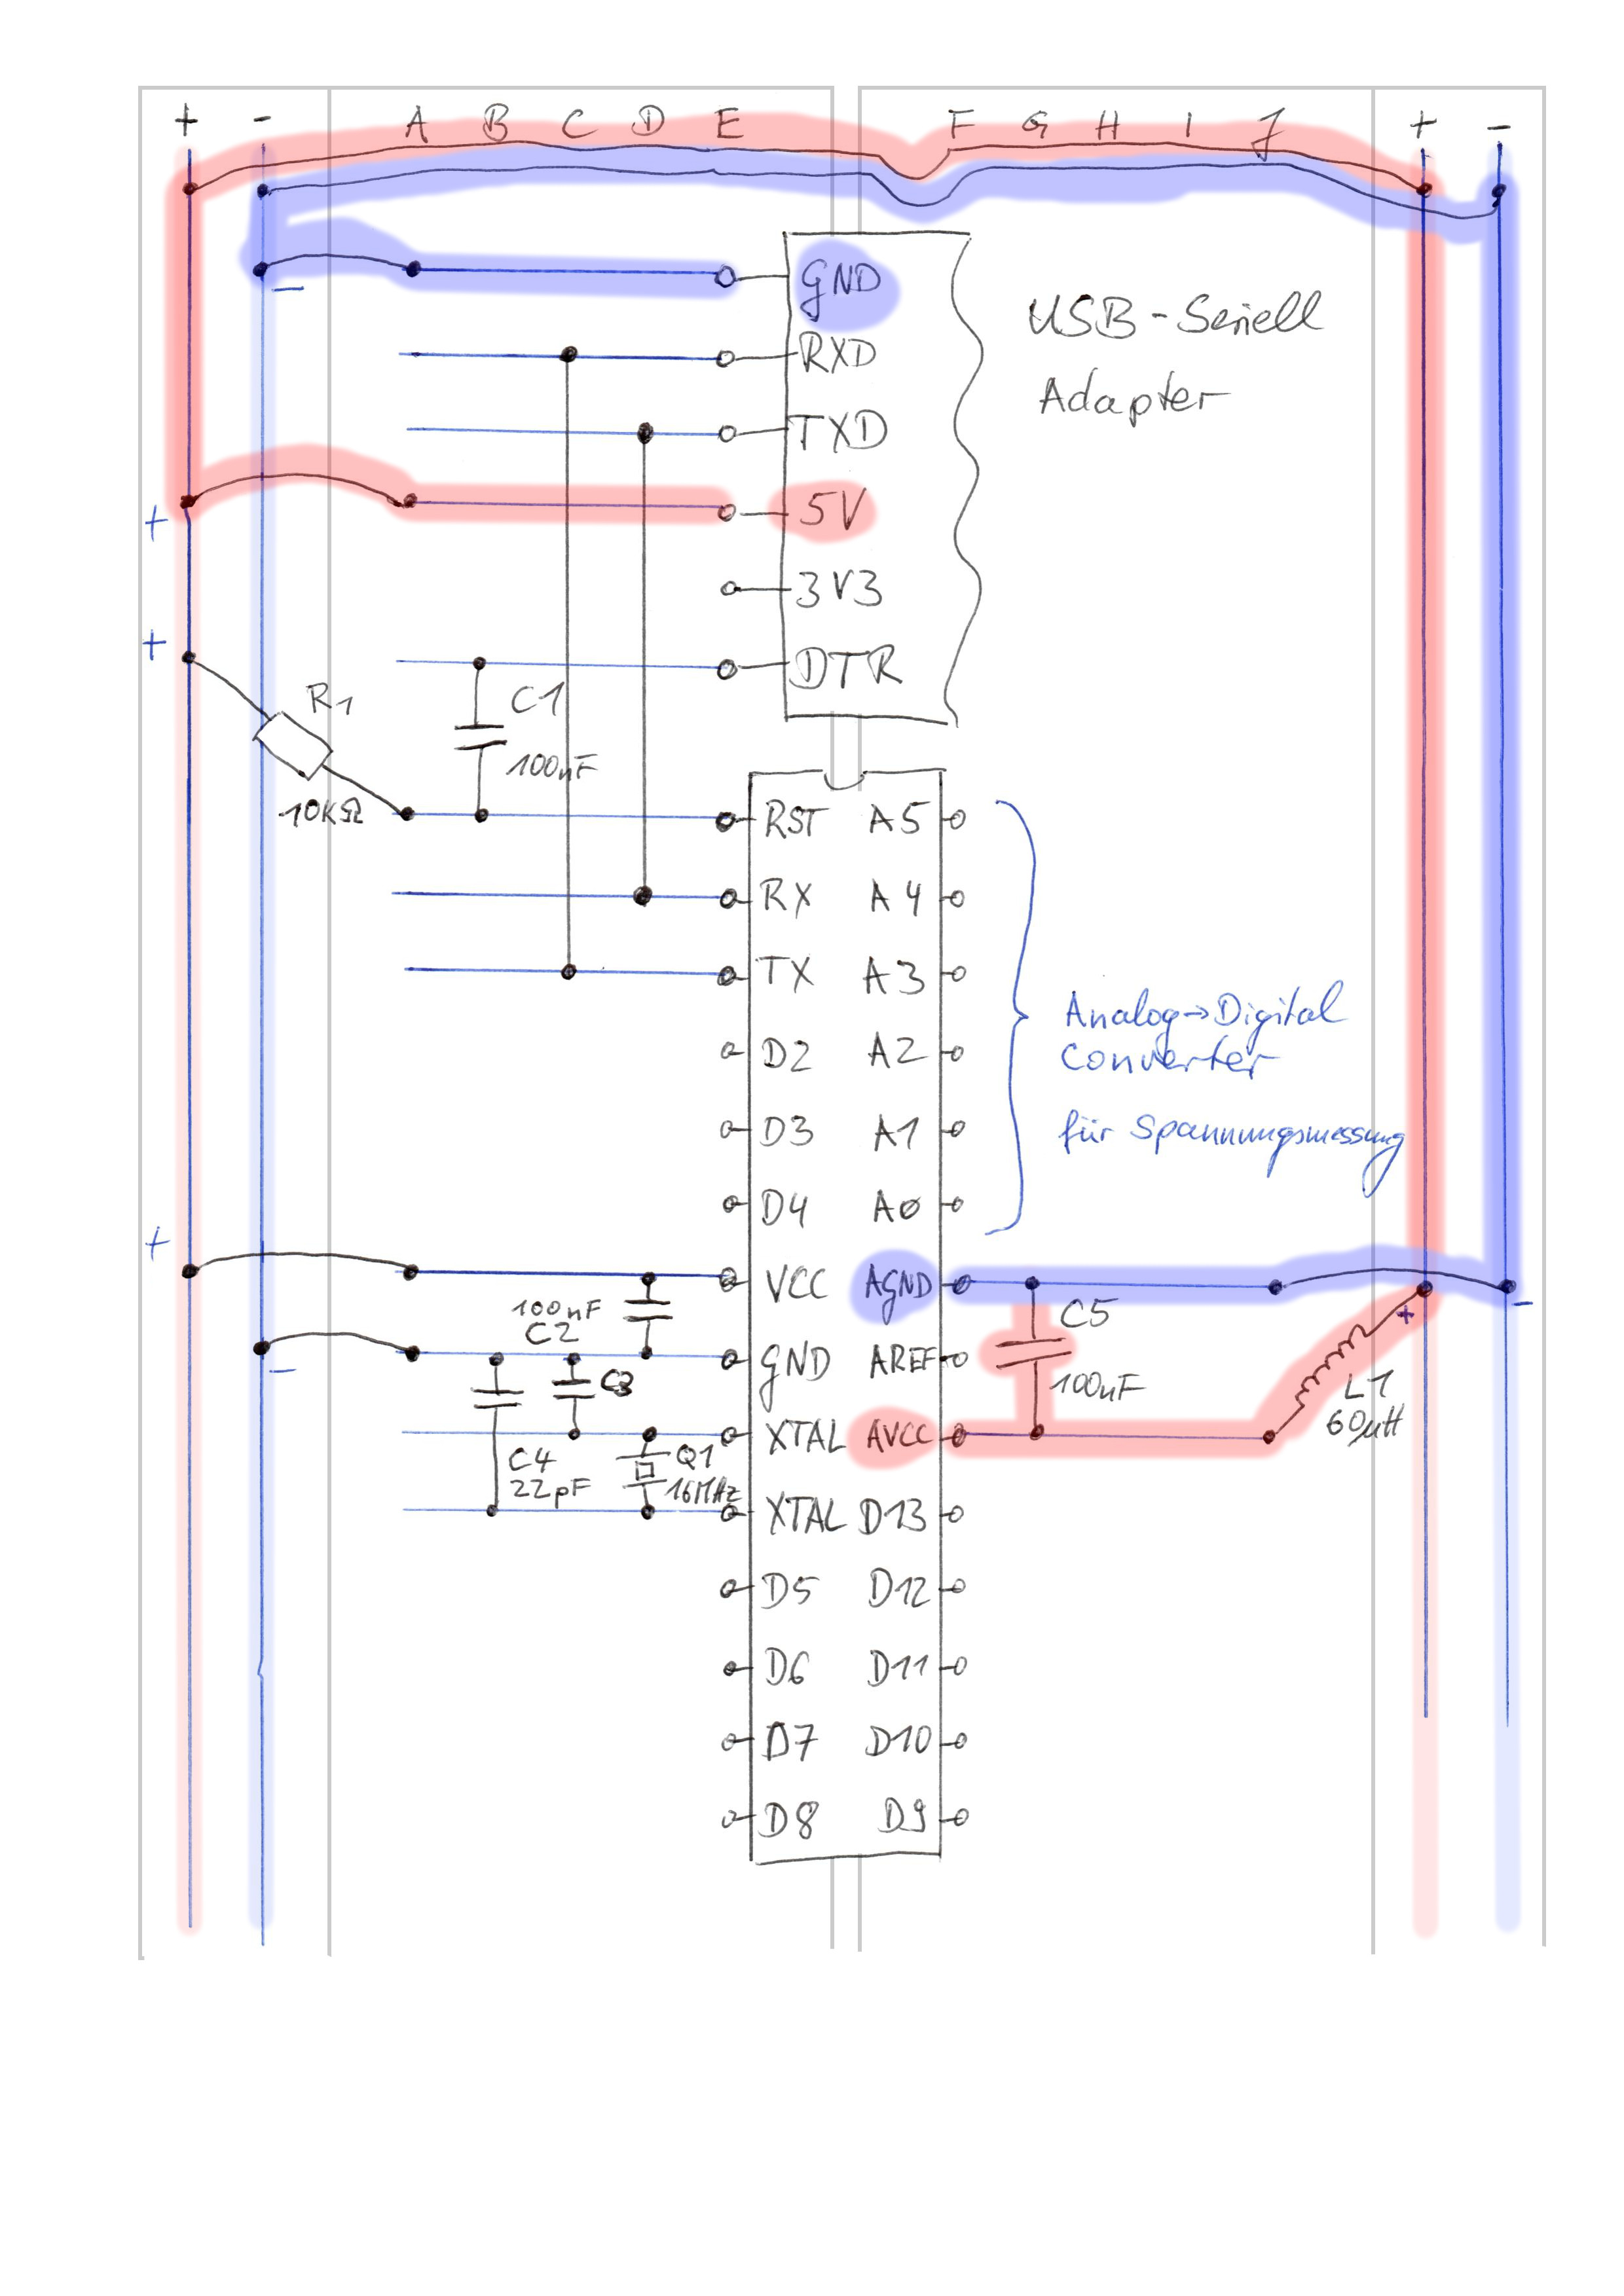 + - A B C D E F G H I J + -
GND
-
RXD
TXD
USB-Seriell
Adapter
5V
+
3V3
+
DTR
R1
10KΩ
C1
100nF
RST A5
RX A4
TX A3
D2 A2
D3 A1
D4 A0
Analog→Digital
Converter
für Spannungsmessung
+
VCC AGND
100nF
C2
-
GND AREF
C3
XTAL AVCC
C4
22pF
Q1
16MHz
XTAL D13
C5
100nF
+
-
L1
60µH
D5 D12
D6 D11
D7 D10
D8 D9